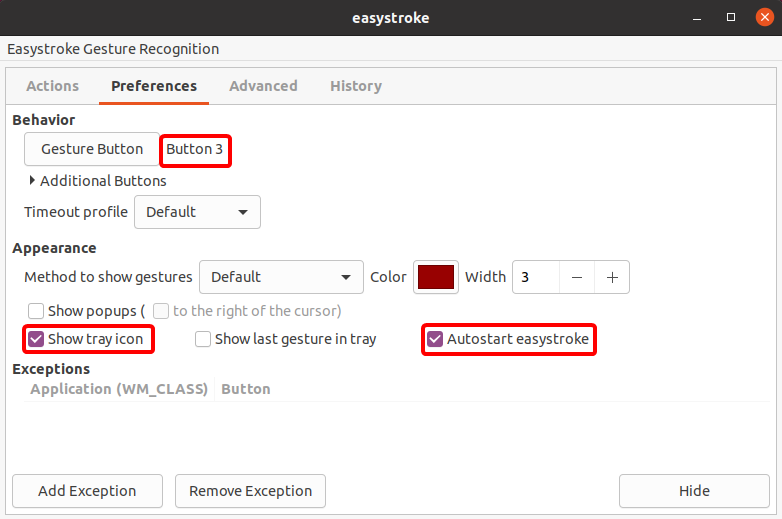 easystroke
Easystroke Gesture Recognition
Actions Preferences Advanced History
Behavior
Gesture Button Button 3
Additional Buttons
Timeout profile Default
Appearance
Method to show gestures Default Color Width 3
Show popups ( to the right of the cursor)
Show tray icon Show last gesture in tray Autostart easystroke
Exceptions
Application (WM_CLASS) Button
Add Exception Remove Exception Hide